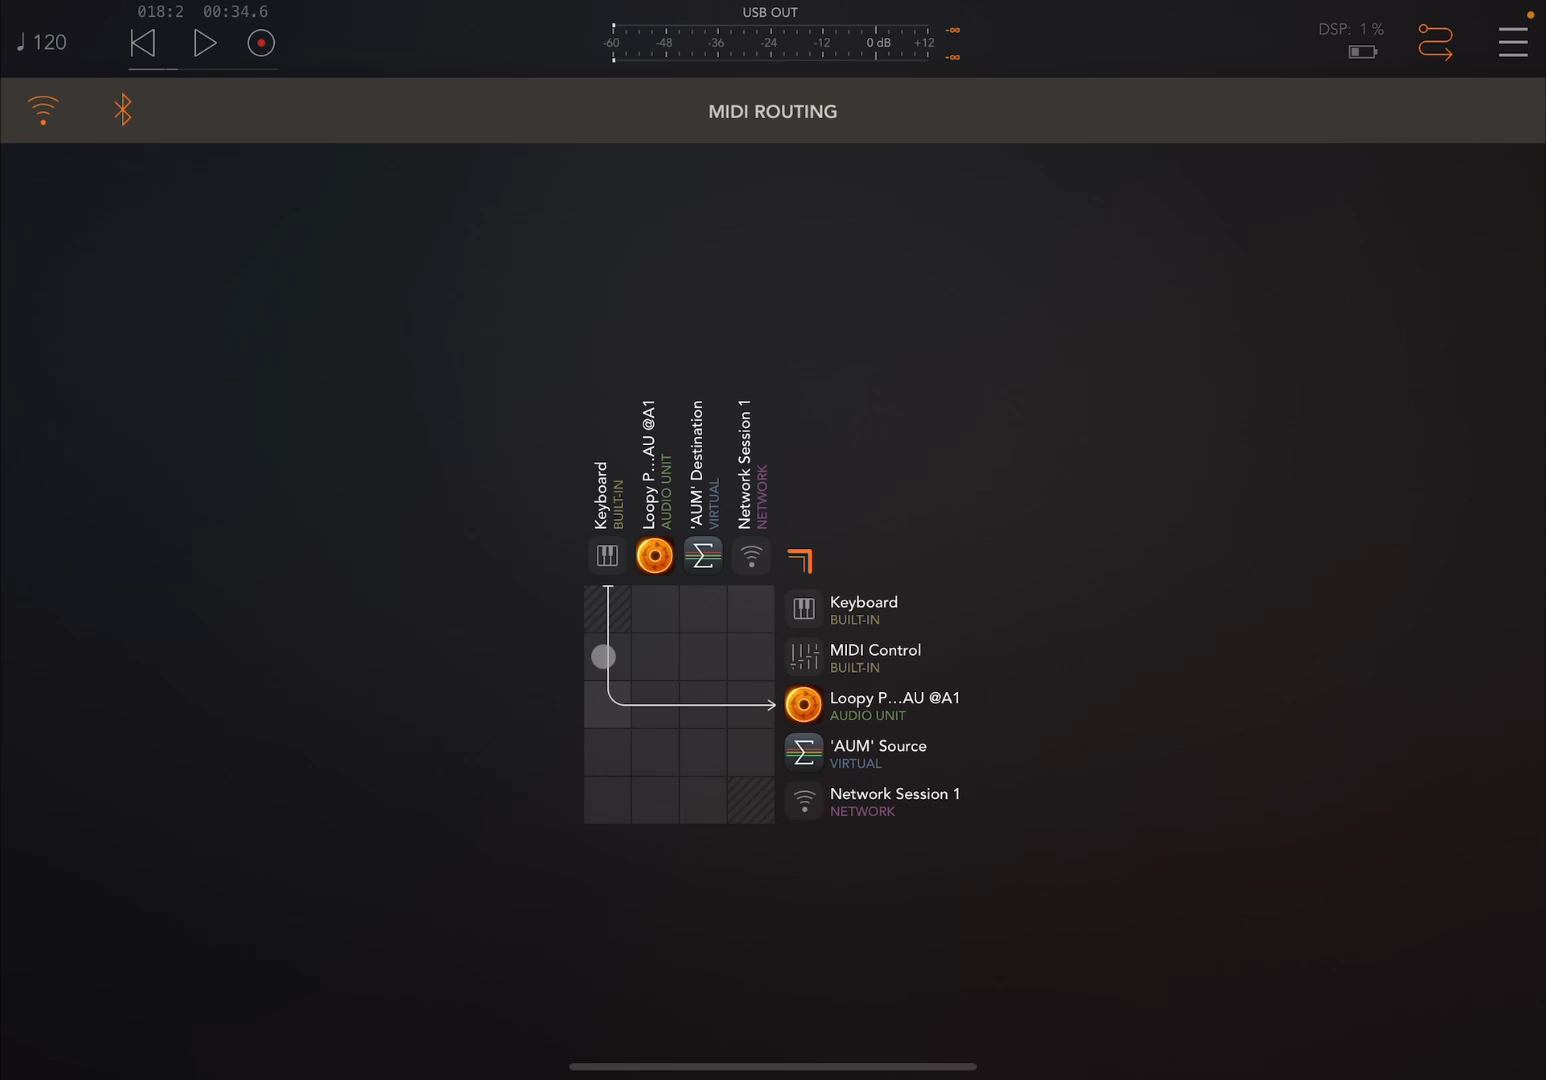 018:2 00:34.6
120
USB OUT
-60 -48 -36 -24 -12 0 dB +12
-∞
-∞
DSP: 1 %
MIDI ROUTING
Keyboard
BUILT-IN
Loopy P...AU @A1
AUDIO UNIT
'AUM' Destination
VIRTUAL
Network Session 1
NETWORK
Keyboard
BUILT-IN
MIDI Control
BUILT-IN
Loopy P...AU @A1
AUDIO UNIT
'AUM' Source
VIRTUAL
Network Session 1
NETWORK